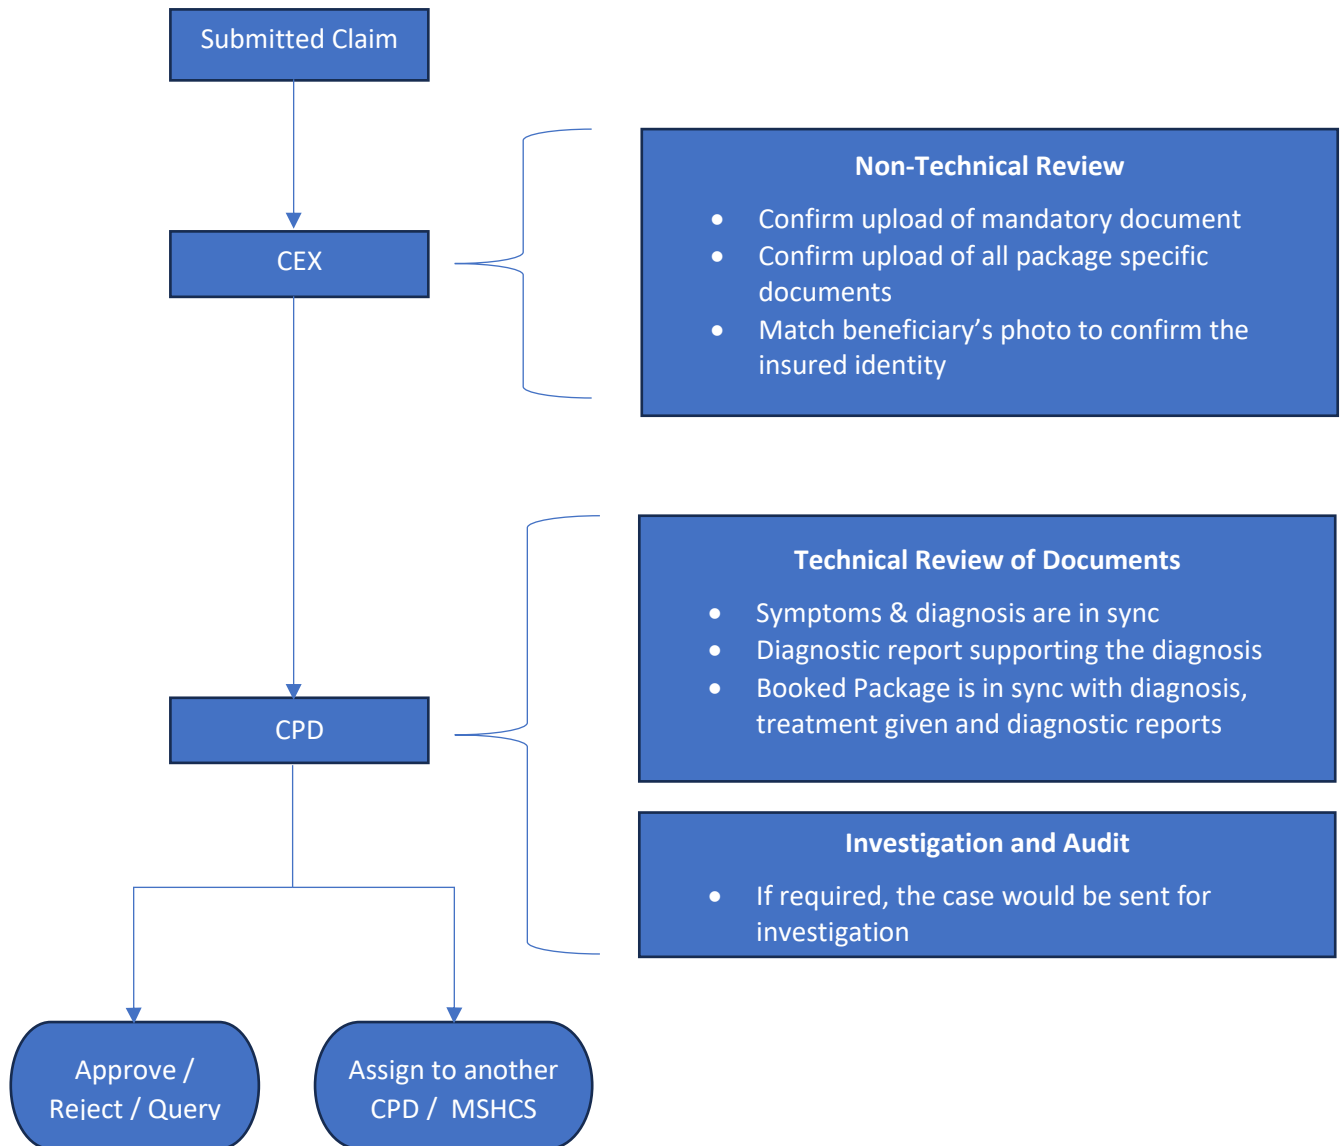 Submitted Claim
CEX
Non-Technical Review
• Confirm upload of mandatory document
• Confirm upload of all package specific
documents
• Match beneficiary’s photo to confirm the
insured identity
CPD
Technical Review of Documents
• Symptoms & diagnosis are in sync
• Diagnostic report supporting the diagnosis
• Booked Package is in sync with diagnosis,
treatment given and diagnostic reports
Investigation and Audit
• If required, the case would be sent for
investigation
Approve /
Reject / Query
Assign to another
CPD / MSHCS